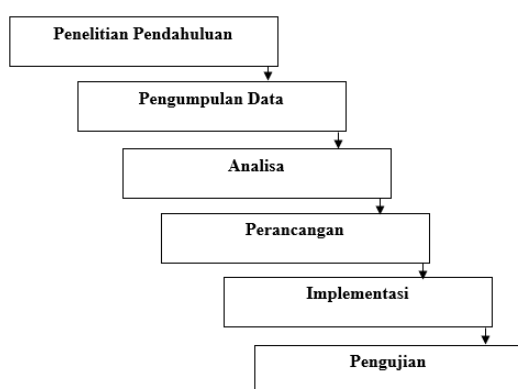 Penelitian Pendahuluan
Pengumpulan Data
Analisa
Perancangan
Implementasi
Pengujian